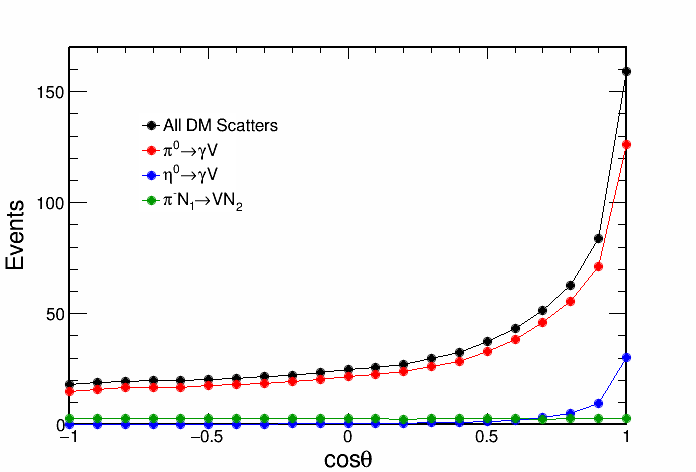 150
100
50
0
Events
All DM Scatters
π⁰→γV
η⁰→γV
π⁻N₁→VN₂
−1
−0.5
0
0.5
1
cosθ